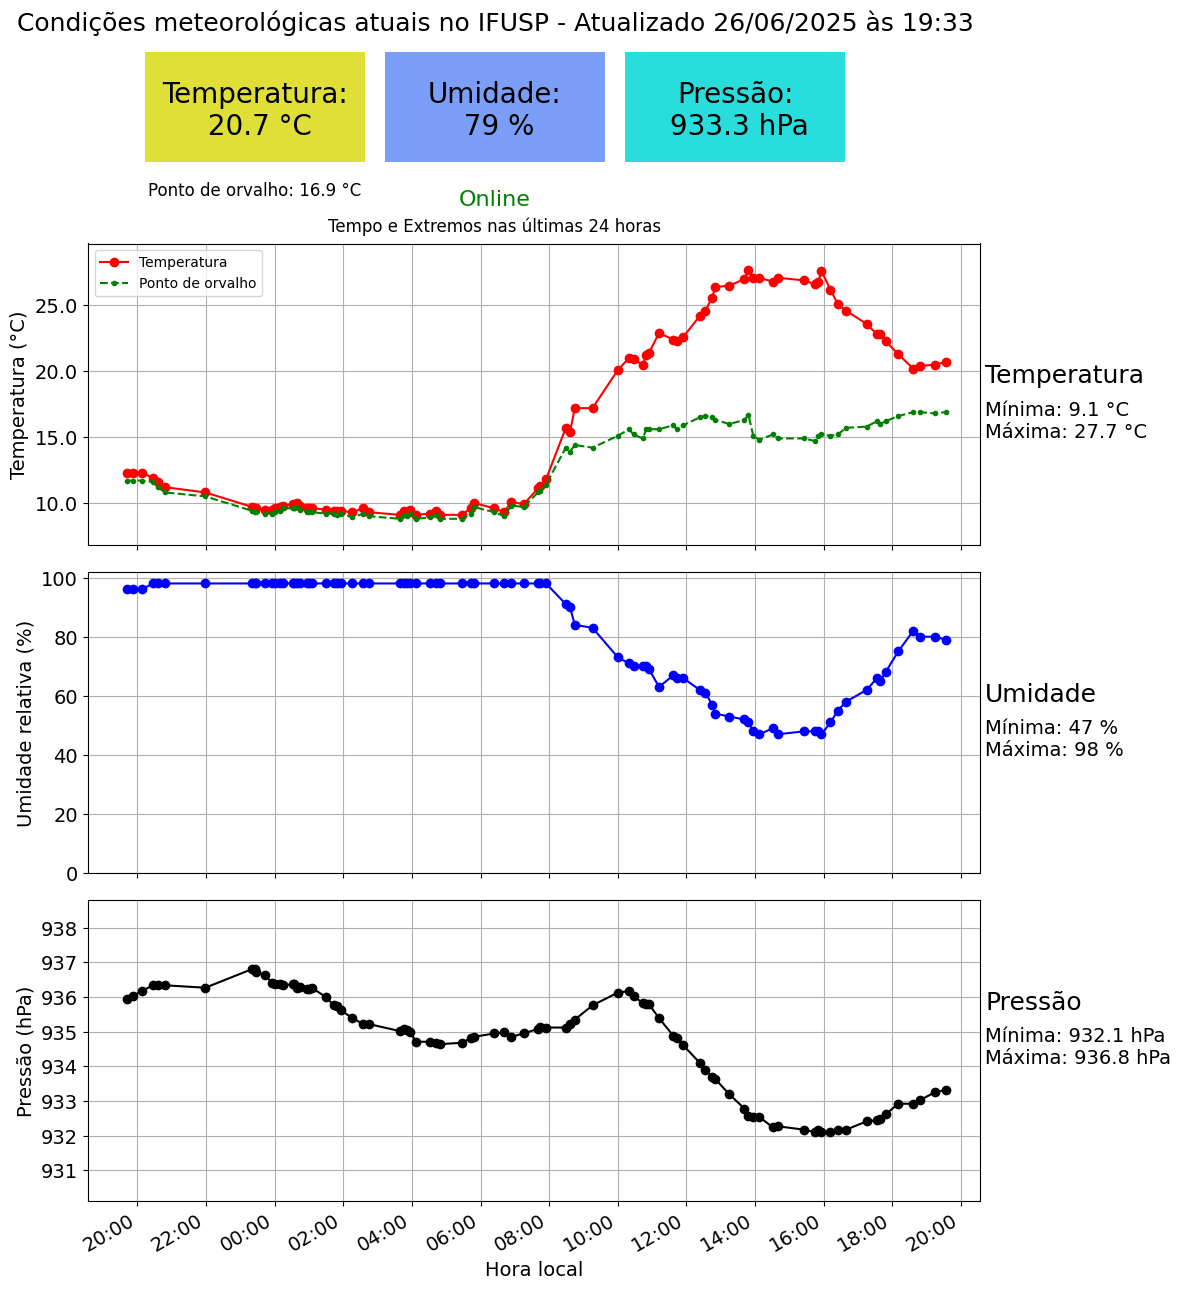 Condições meteorológicas atuais no IFUSP - Atualizado 26/06/2025 às 19:33
Temperatura:
20.7 °C
Umidade:
79 %
Pressão:
933.3 hPa
Ponto de orvalho: 16.9 °C
Online
Tempo e Extremos nas últimas 24 horas
Temperatura
Ponto de orvalho
Temperatura (°C)
25.0
20.0
15.0
10.0
Temperatura
Mínima: 9.1 °C
Máxima: 27.7 °C
Umidade relativa (%)
100
80
60
40
20
0
Umidade
Mínima: 47 %
Máxima: 98 %
Pressão (hPa)
938
937
936
935
934
933
932
931
Pressão
Mínima: 932.1 hPa
Máxima: 936.8 hPa
20:00
22:00
00:00
02:00
04:00
06:00
08:00
10:00
12:00
14:00
16:00
18:00
20:00
Hora local